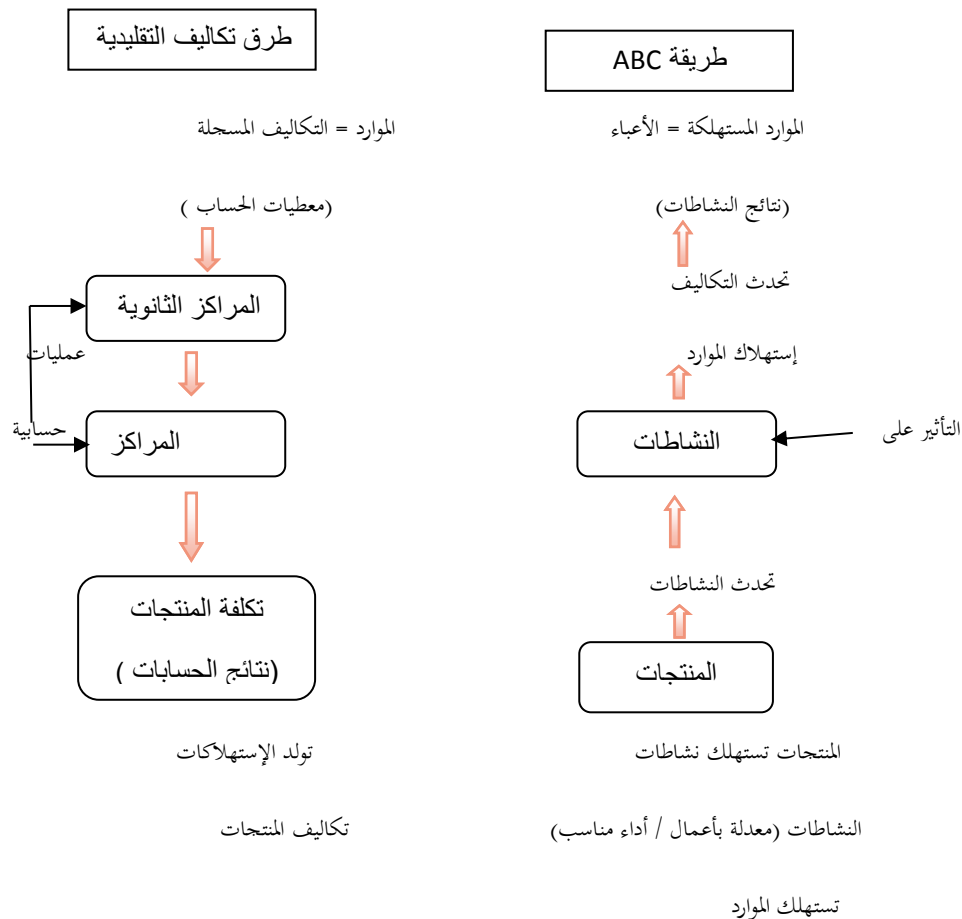 طريقة ABC
الموارد المستهلكة = الأعباء
(نتائج النشاطات)
تحدث التكاليف
إستهلاك الموارد
النشاطات
التأثير على
تحدث النشاطات
المنتجات
المنتجات تستهلك نشاطات
النشاطات (معدلة بأعمال / أداء مناسب)
تستهلك الموارد
طرق تكاليف التقليدية
الموارد = التكاليف المسجلة
(معطيات الحساب )
المراكز الثانوية
عمليات
حسابية
المراكز
تكلفة المنتجات
(نتائج الحسابات )
تولد الإستهلاكات
تكاليف المنتجات